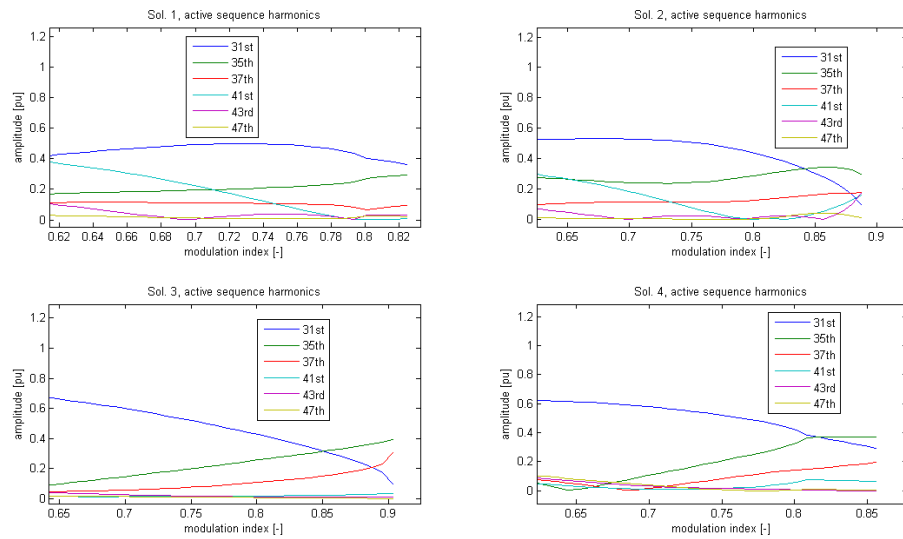 Sol. 1, active sequence harmonics
amplitude [pu]
1.2
1
0.8
0.6
0.4
0.2
0
31st
35th
37th
41st
43rd
47th
0.62 0.64 0.66 0.68 0.7 0.72 0.74 0.76 0.78 0.8 0.82
modulation index [-]
Sol. 2, active sequence harmonics
amplitude [pu]
1.2
1
0.8
0.6
0.4
0.2
0
31st
35th
37th
41st
43rd
47th
0.65 0.7 0.75 0.8 0.85 0.9
modulation index [-]
Sol. 3, active sequence harmonics
amplitude [pu]
1.2
1
0.8
0.6
0.4
0.2
0
31st
35th
37th
41st
43rd
47th
0.65 0.7 0.75 0.8 0.85 0.9
modulation index [-]
Sol. 4, active sequence harmonics
amplitude [pu]
1.2
1
0.8
0.6
0.4
0.2
0
31st
35th
37th
41st
43rd
47th
0.65 0.7 0.75 0.8 0.85
modulation index [-]